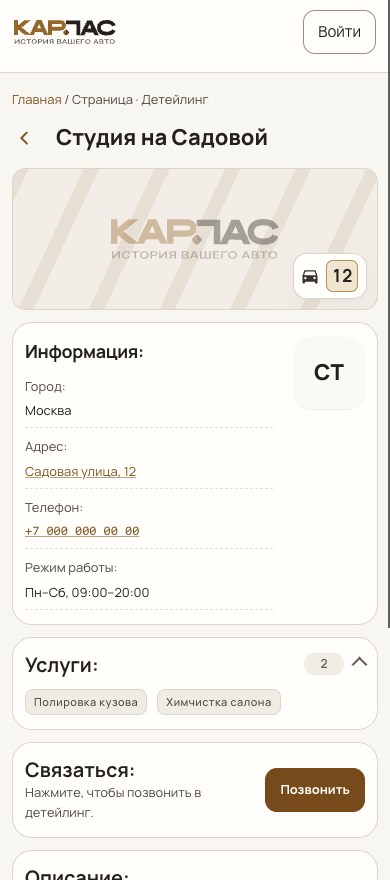 КАРПАС
ИСТОРИЯ ВАШЕГО АВТО
Войти
Главная / Страница · Детейлинг
Студия на Садовой
КАРПАС
ИСТОРИЯ ВАШЕГО АВТО
12
Информация:
СТ
Город:
Москва
Адрес:
Садовая улица, 12
Телефон:
+7 000 000 00 00
Режим работы:
Пн–Сб, 09:00–20:00
Услуги:
2
Полировка кузова
Химчистка салона
Связаться:
Нажмите, чтобы позвонить в
детейлинг.
Позвонить
Описание: